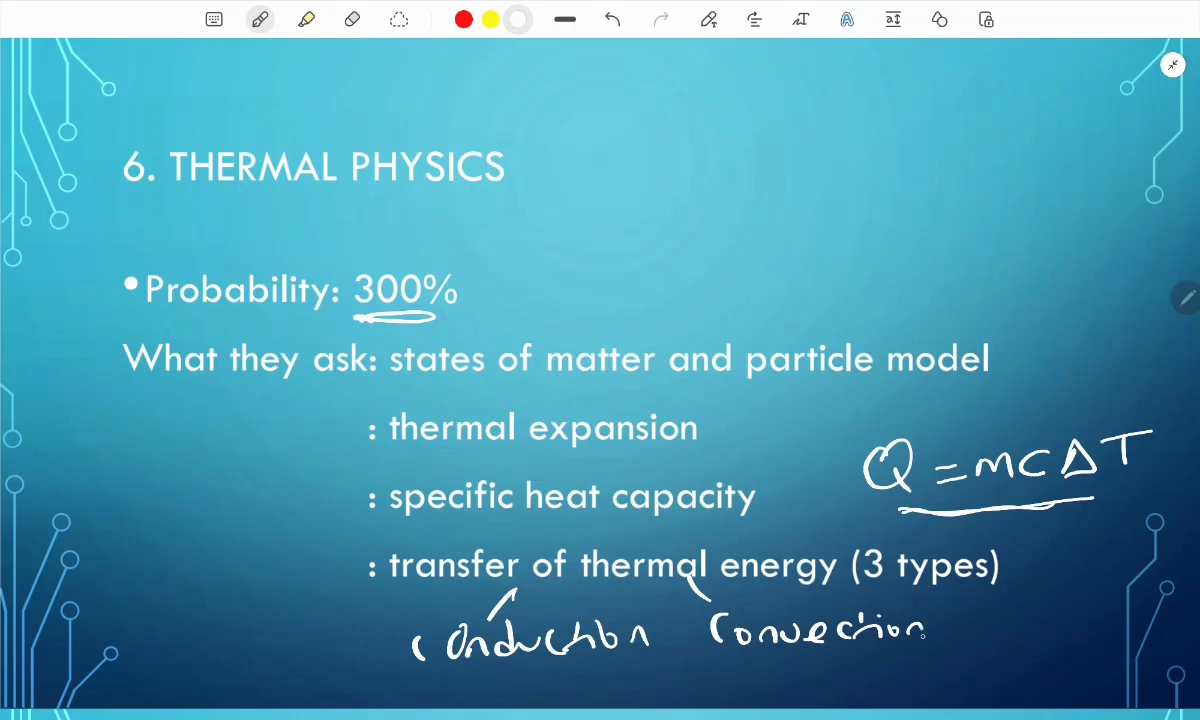 6. THERMAL PHYSICS
•Probability: 300%
What they ask: states of matter and particle model
: thermal expansion
: specific heat capacity
Q = mcΔT
: transfer of thermal energy (3 types)
conduction convection